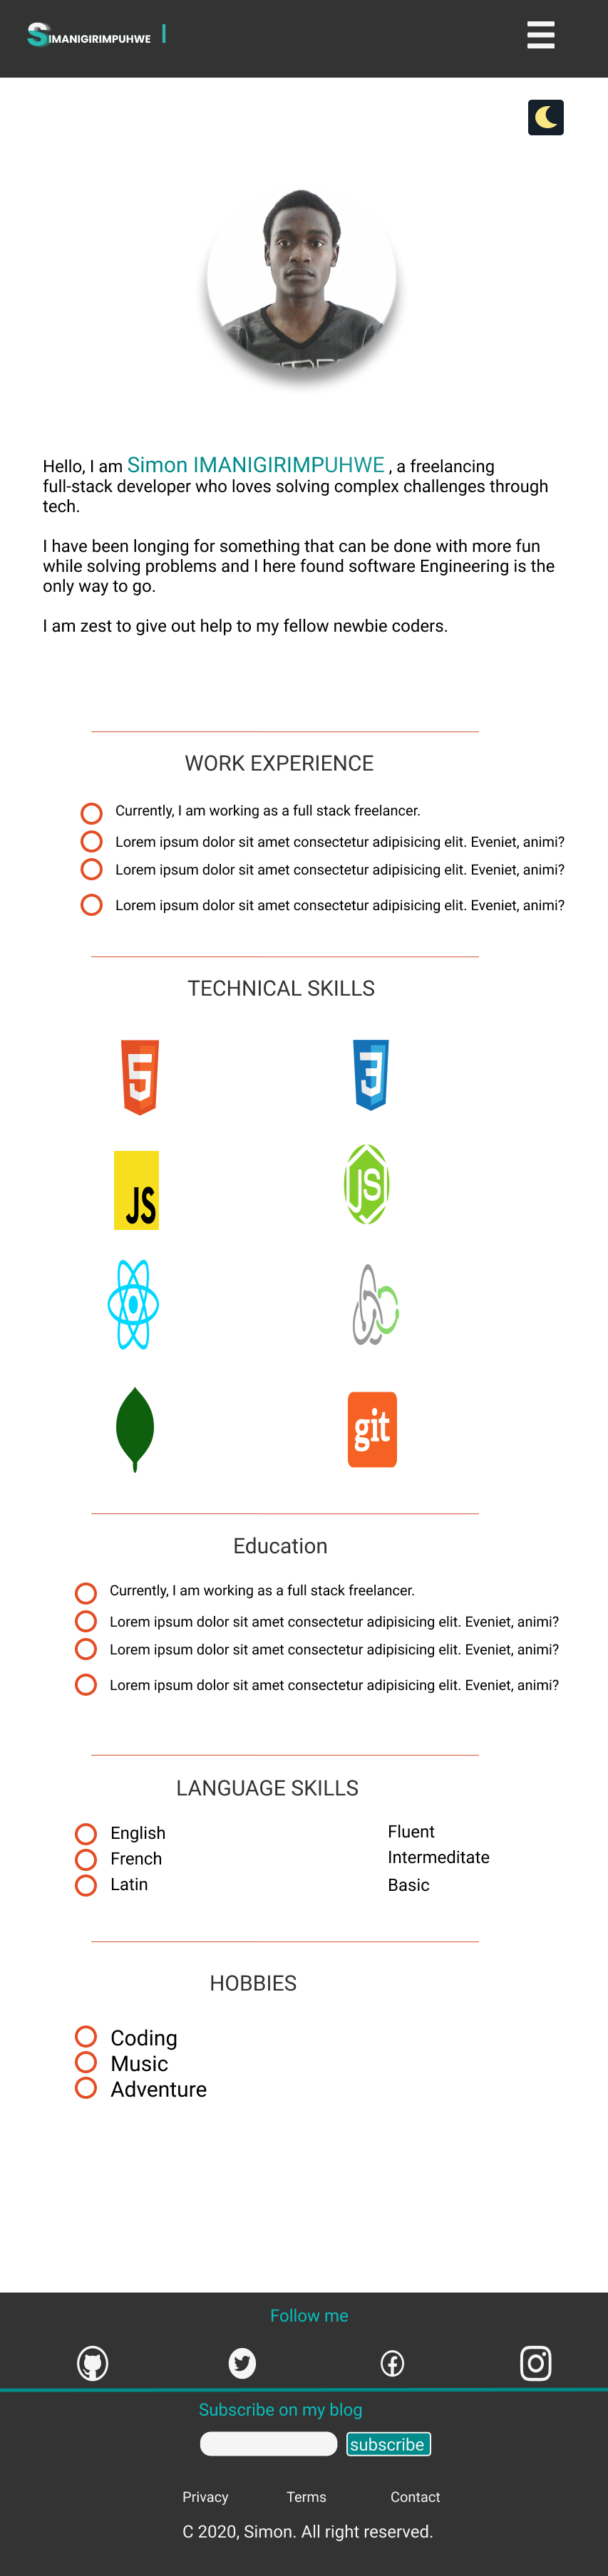 SIMANIGIRIMPUHWE
Hello, I am Simon IMANIGIRIMPUHWE , a freelancing
full-stack developer who loves solving complex challenges through
tech.
I have been longing for something that can be done with more fun
while solving problems and I here found software Engineering is the
only way to go.
I am zest to give out help to my fellow newbie coders.
WORK EXPERIENCE
Currently, I am working as a full stack freelancer.
Lorem ipsum dolor sit amet consectetur adipisicing elit. Eveniet, animi?
Lorem ipsum dolor sit amet consectetur adipisicing elit. Eveniet, animi?
Lorem ipsum dolor sit amet consectetur adipisicing elit. Eveniet, animi?
TECHNICAL SKILLS
5 3
JS JS
git
Education
Currently, I am working as a full stack freelancer.
Lorem ipsum dolor sit amet consectetur adipisicing elit. Eveniet, animi?
Lorem ipsum dolor sit amet consectetur adipisicing elit. Eveniet, animi?
Lorem ipsum dolor sit amet consectetur adipisicing elit. Eveniet, animi?
LANGUAGE SKILLS
English Fluent
French Intermeditate
Latin Basic
HOBBIES
Coding
Music
Adventure
Follow me
Subscribe on my blog
subscribe
Privacy Terms Contact
C 2020, Simon. All right reserved.